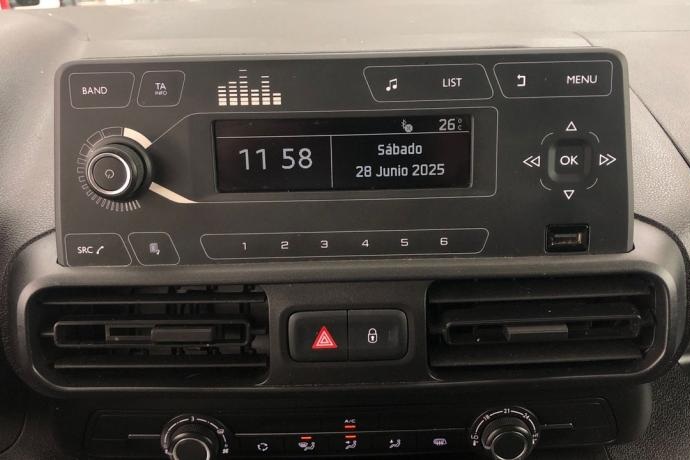 BAND
TA
INFO
LIST
MENU
26°C
11 58
Sábado
28 Junio 2025
OK
SRC
1 2 3 4 5 6
A/C